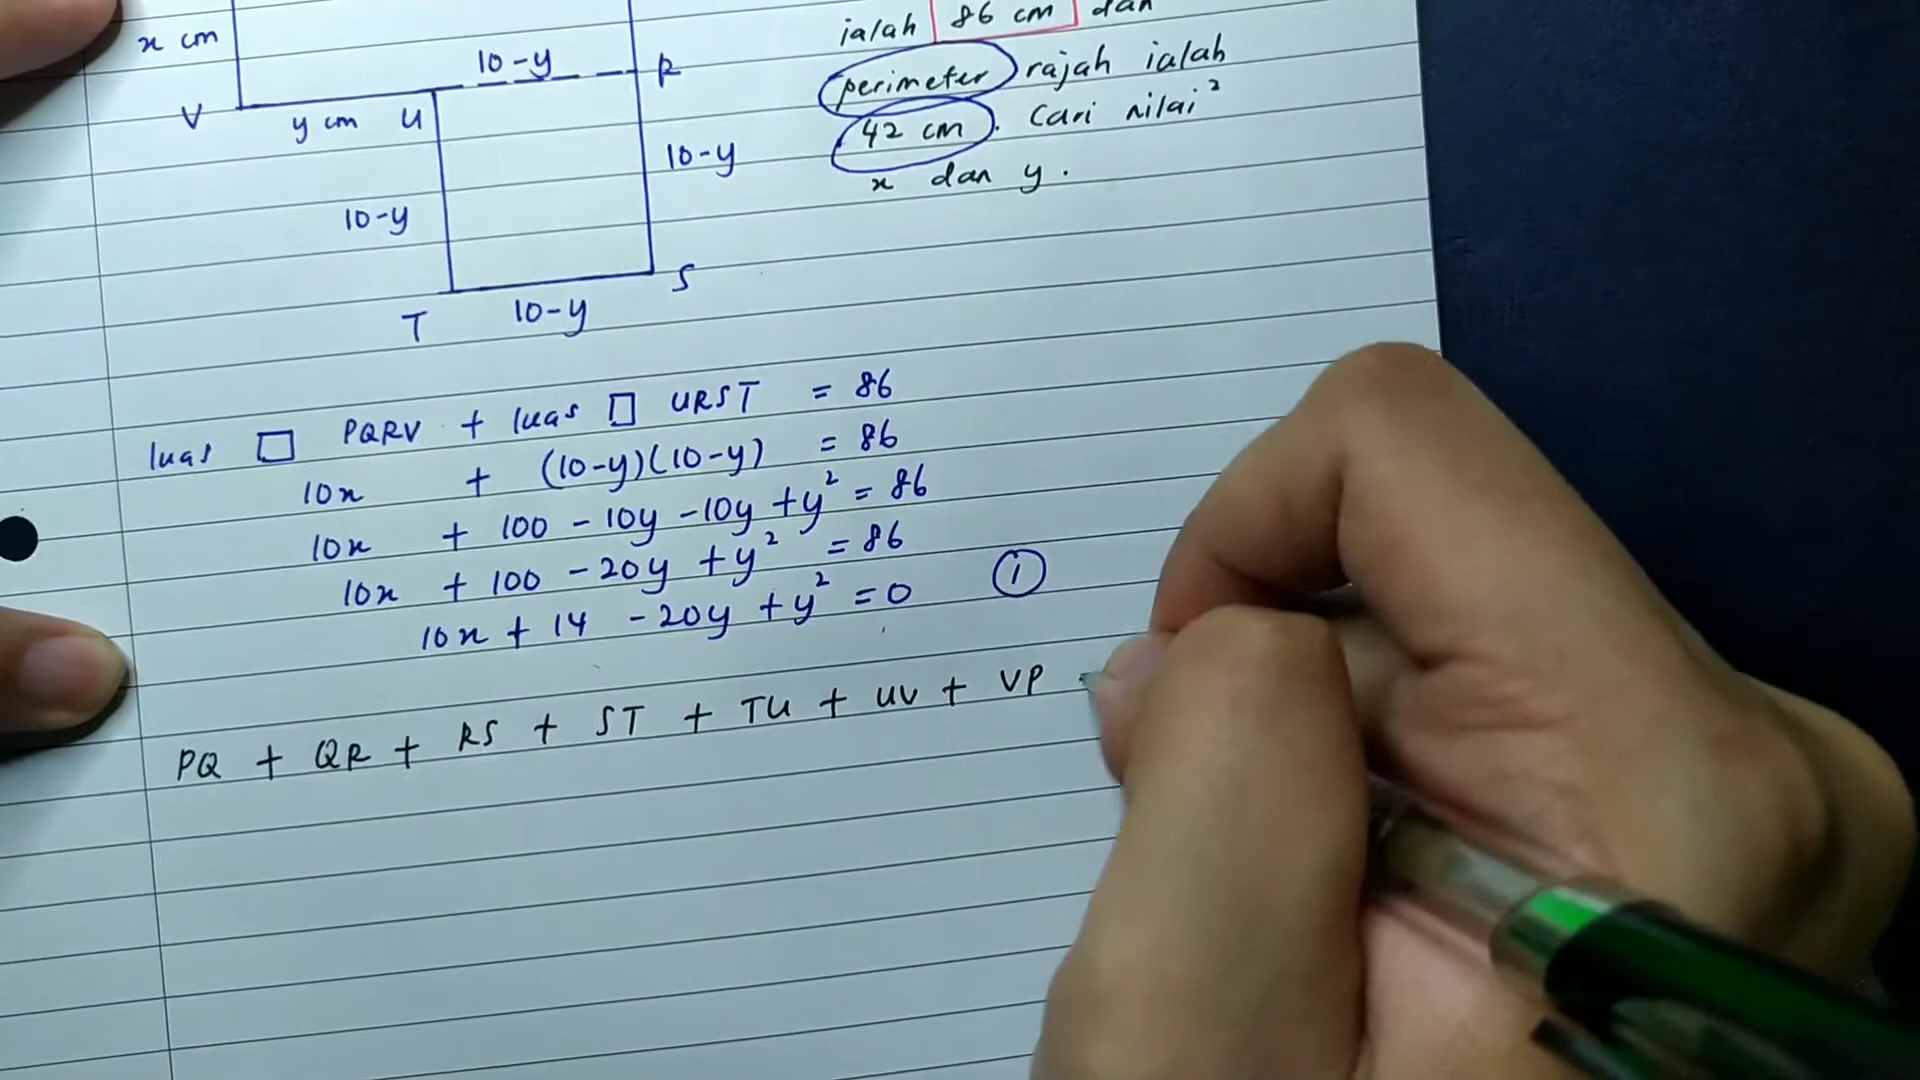 x cm
10-y
R
V
y cm
U
10-y
10-y
T
10-y
S
ialah 86 cm dan
perimeter rajah ialah
42 cm. Cari nilai²
x dan y.
luas □ PQRV + luas □ URST = 86
10x + (10-y)(10-y) = 86
10x + 100 - 10y - 10y + y² = 86
10x + 100 - 20y + y² = 86
10x + 14 - 20y + y² = 0 ①
PQ + QR + RS + ST + TU + UV + VP